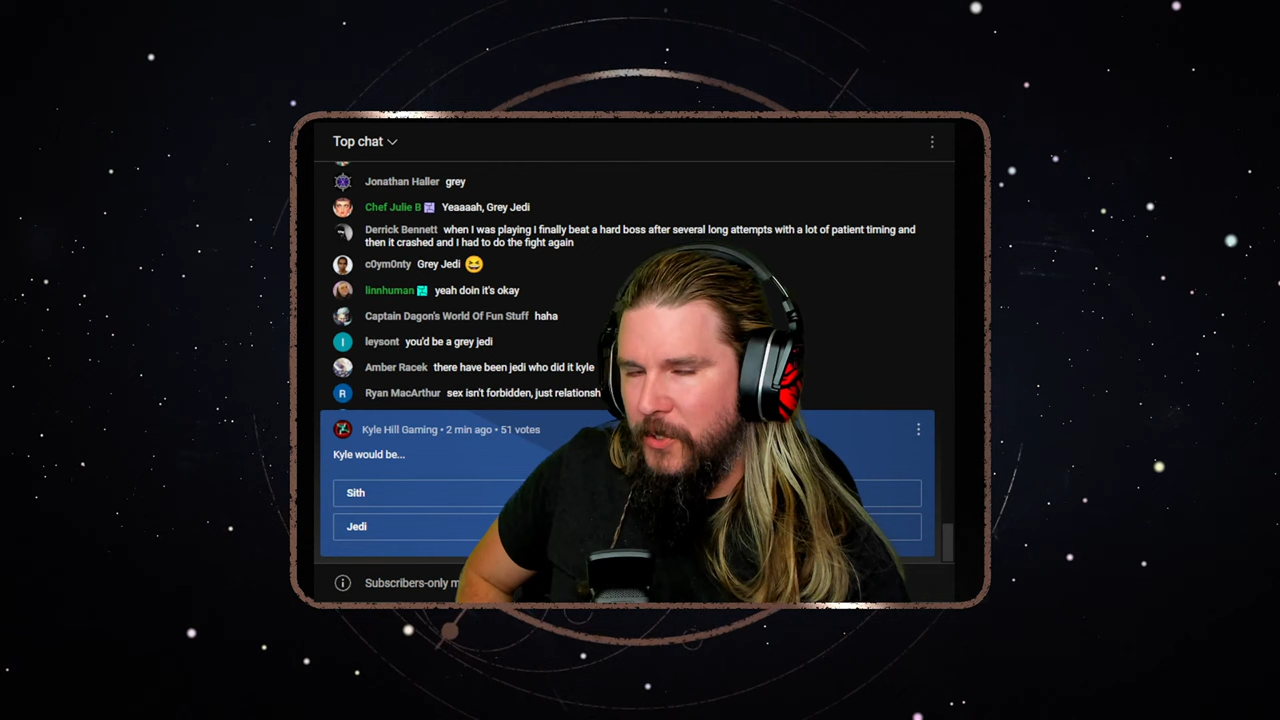 Top chat
Jonathan Haller grey
Chef Julie B Yeaaaah, Grey Jedi
Derrick Bennett when I was playing I finally beat a hard boss after several long attempts with a lot of patient timing and
then it crashed and I had to do the fight again
c0ym0nty Grey Jedi
linnhuman yeah doin it's okay
Captain Dagon's World Of Fun Stuff haha
I leysont you'd be a grey jedi
Amber Racek there have been jedi who did it kyle
R Ryan MacArthur sex isn't forbidden, just relationsh
Kyle Hill Gaming • 2 min ago • 51 votes
Kyle would be...
Sith
Jedi
Subscribers-only m